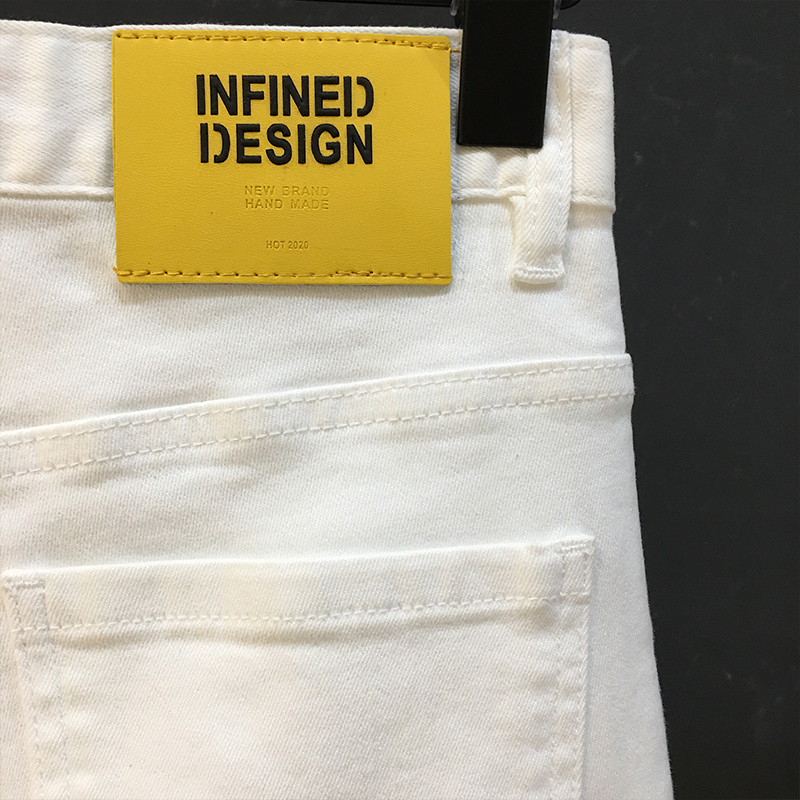 INFINED
DESIGN
NEW BRAND
HAND MADE
HOT 2020